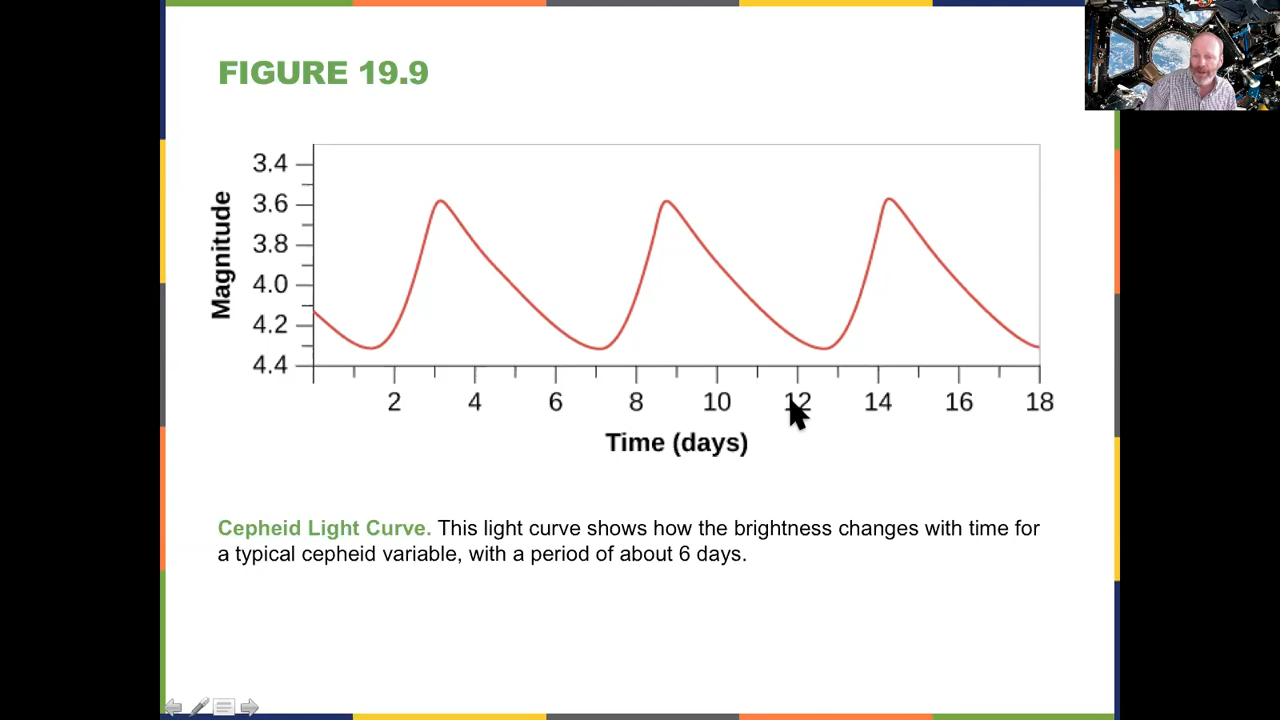 FIGURE 19.9
3.4
3.6
3.8
4.0
4.2
4.4
Magnitude
2 4 6 8 10 12 14 16 18
Time (days)
Cepheid Light Curve. This light curve shows how the brightness changes with time for
a typical cepheid variable, with a period of about 6 days.